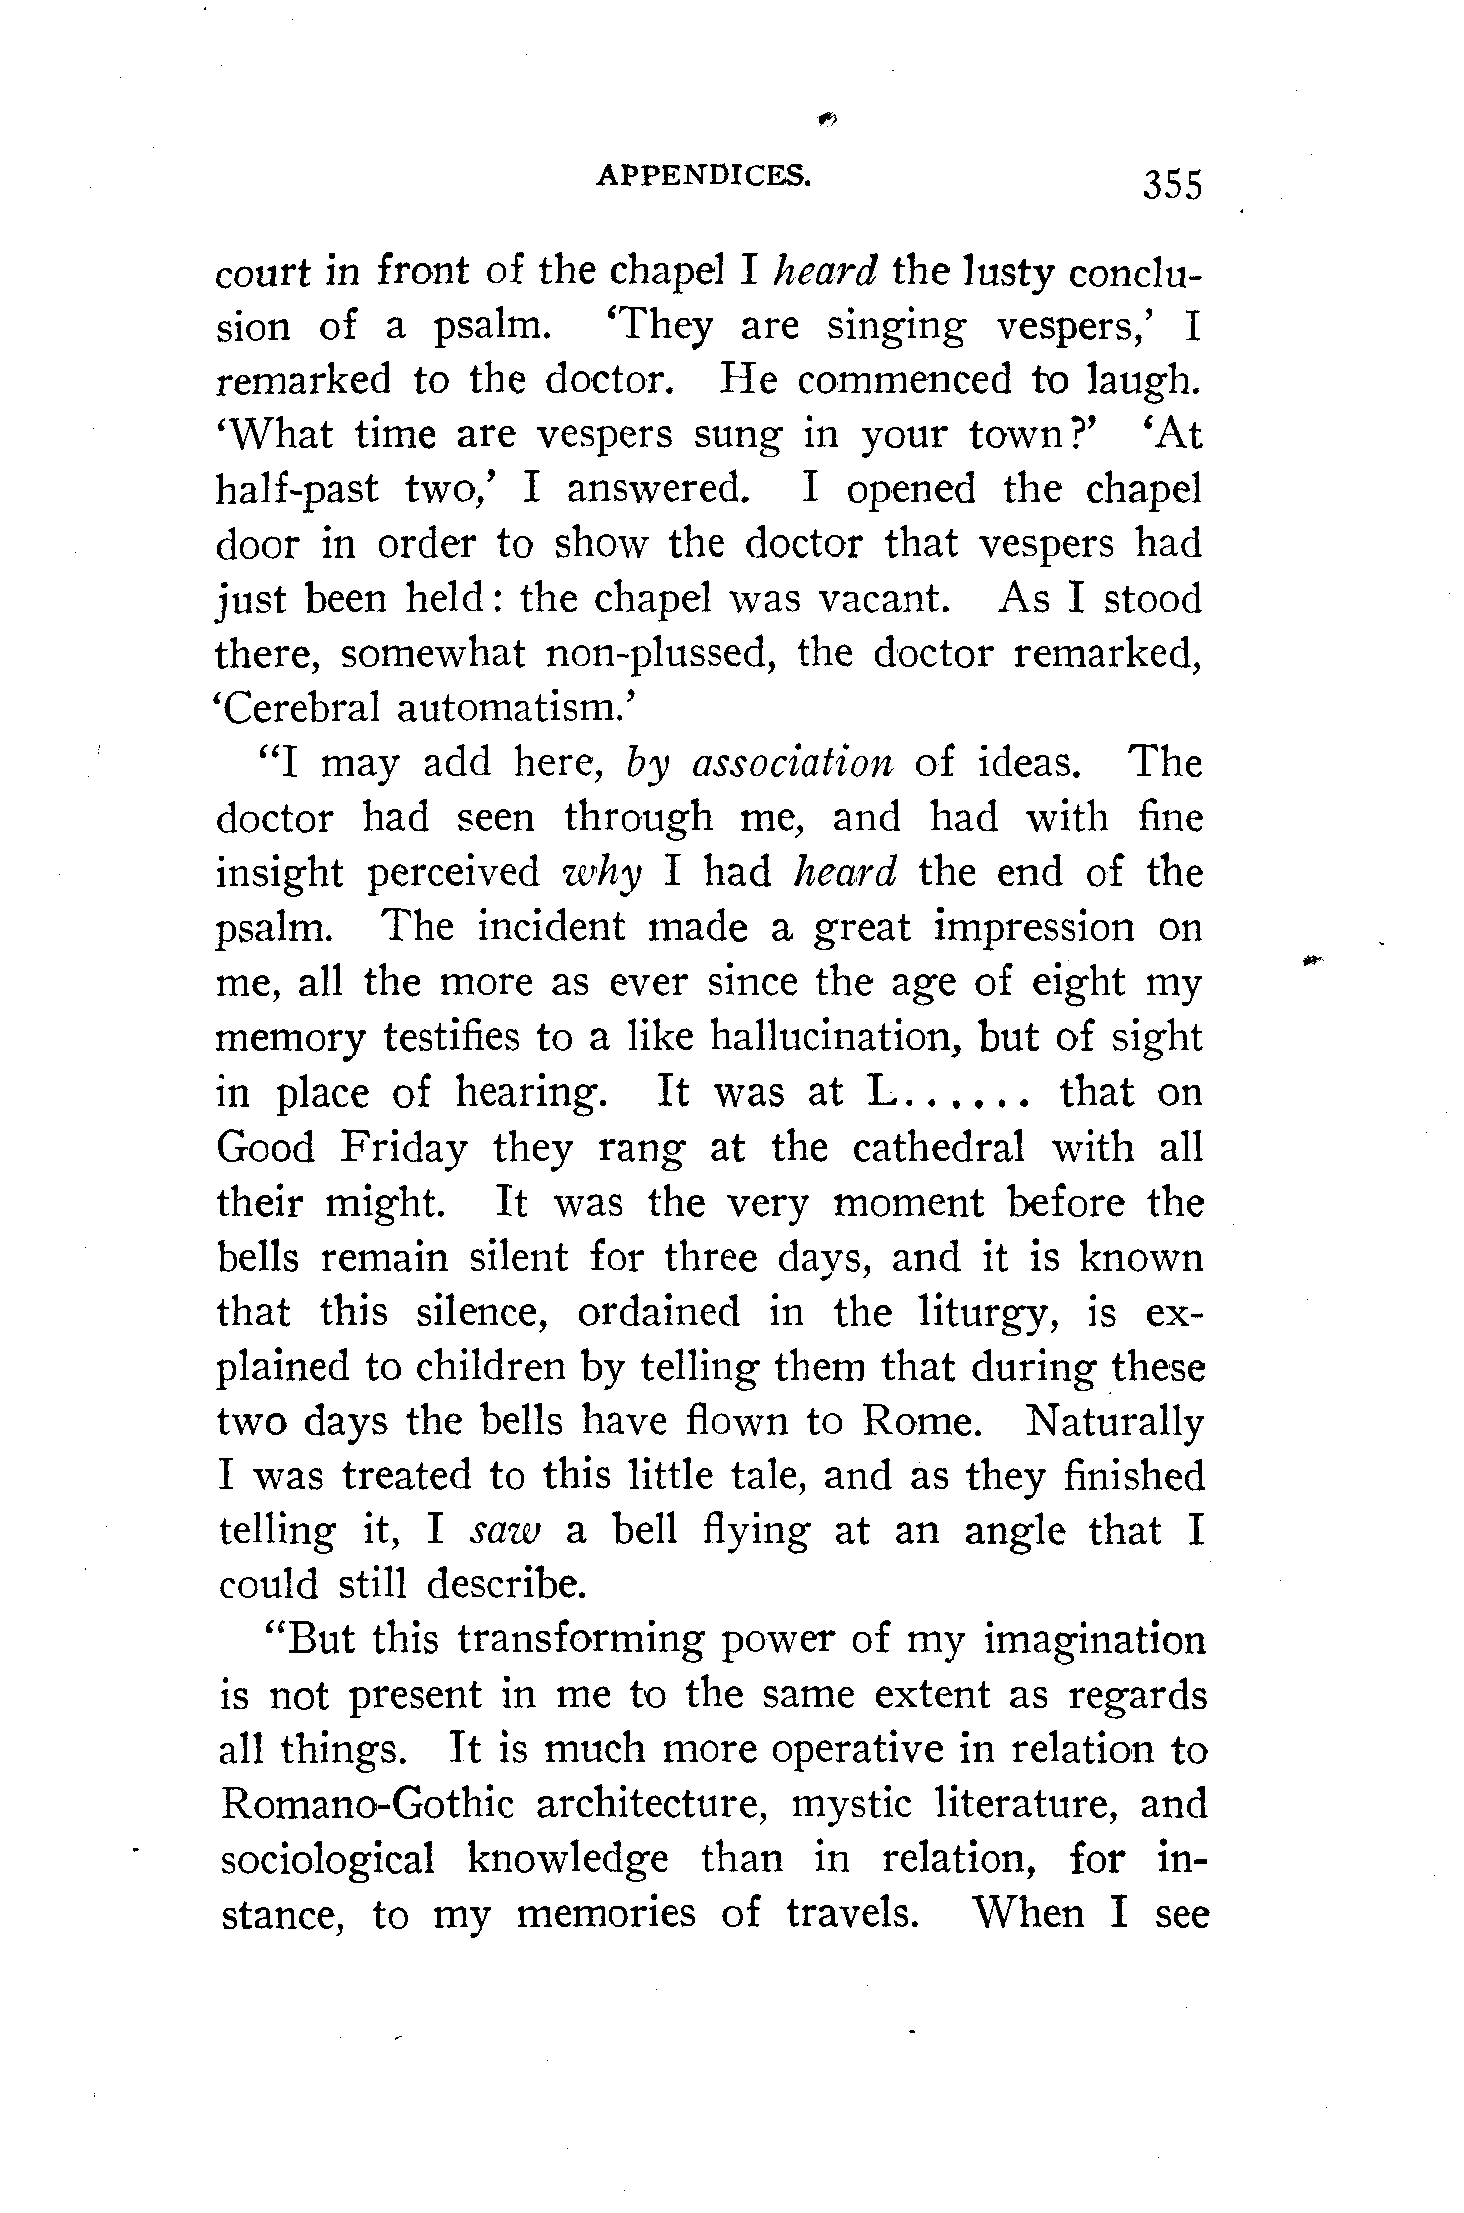 APPENDICES. 355
court in front of the chapel I heard the lusty conclu-
sion of a psalm. ‘They are singing vespers,’ I
remarked to the doctor. He commenced to laugh.
‘What time are vespers sung in your town?’ ‘At
half-past two,’ I answered. I opened the chapel
door in order to show the doctor that vespers had
just been held: the chapel was vacant. As I stood
there, somewhat non-plussed, the doctor remarked,
‘Cerebral automatism.’
“I may add here, by association of ideas. The
doctor had seen through me, and had with fine
insight perceived why I had heard the end of the
psalm. The incident made a great impression on
me, all the more as ever since the age of eight my
memory testifies to a like hallucination, but of sight
in place of hearing. It was at L...... that on
Good Friday they rang at the cathedral with all
their might. It was the very moment before the
bells remain silent for three days, and it is known
that this silence, ordained in the liturgy, is ex-
plained to children by telling them that during these
two days the bells have flown to Rome. Naturally
I was treated to this little tale, and as they finished
telling it, I saw a bell flying at an angle that I
could still describe.
“But this transforming power of my imagination
is not present in me to the same extent as regards
all things. It is much more operative in relation to
Romano-Gothic architecture, mystic literature, and
sociological knowledge than in relation, for in-
stance, to my memories of travels. When I see